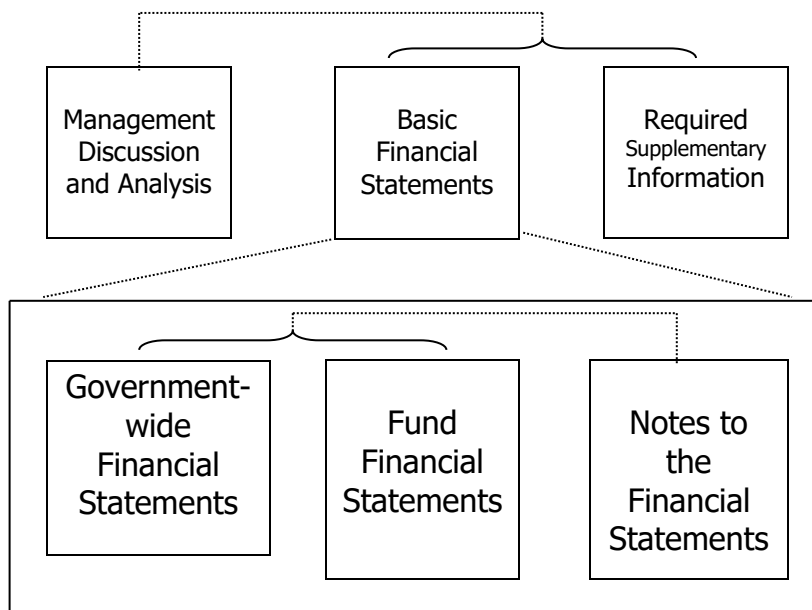 Management
Discussion
and Analysis
Basic
Financial
Statements
Required
Supplementary
Information
Government-
wide
Financial
Statements
Fund
Financial
Statements
Notes to
the
Financial
Statements